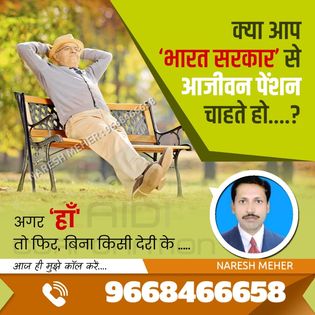 क्या आप
'भारत सरकार' से
आजीवन पेंशन
चाहते हो....?
अगर 'हाँ'
तो फिर, बिना किसी देरी के .....
आज ही मुझे कॉल करें....
NARESH MEHER
9668466658